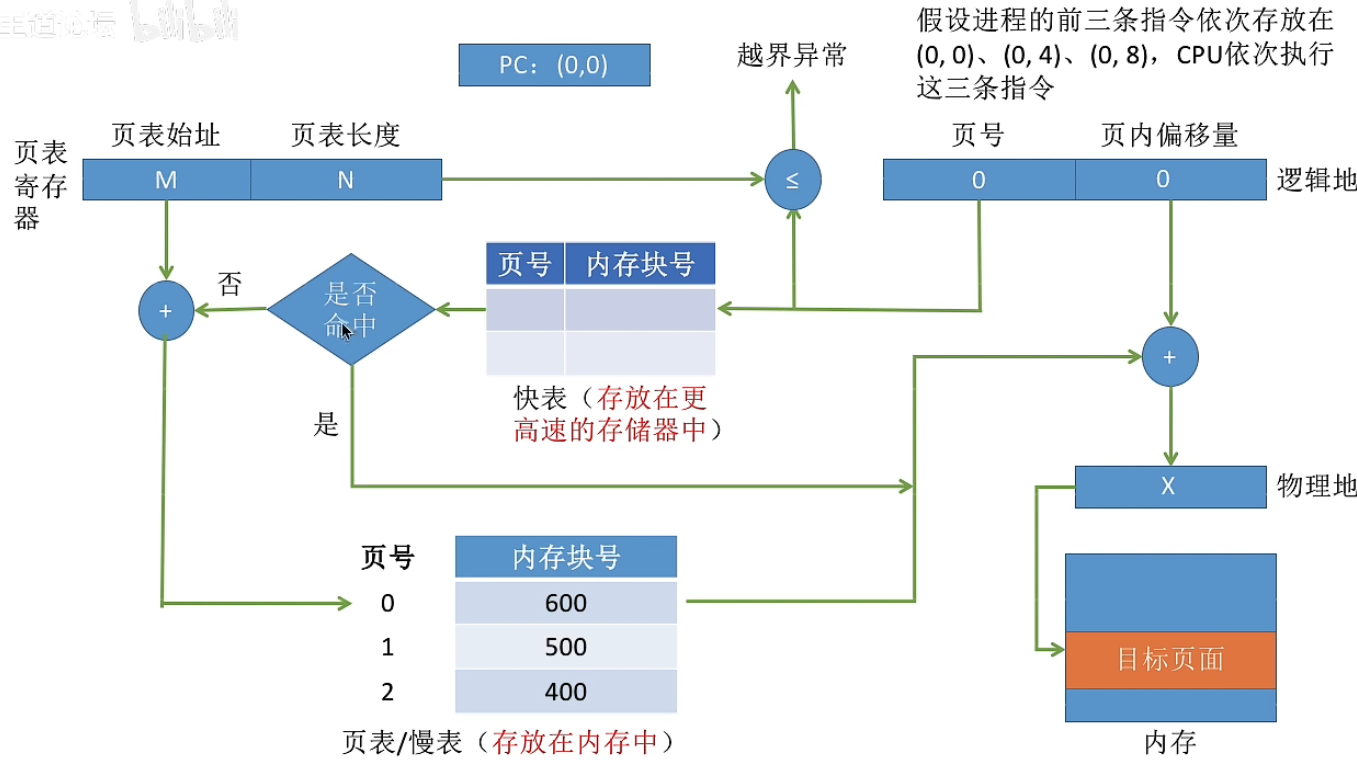 王道论坛 bilibili
假设进程的前三条指令依次存放在
(0, 0)、(0, 4)、(0, 8)，CPU依次执行
这三条指令
PC：(0,0)
越界异常
页表始址 页表长度
页号 页内偏移量
页表
寄存
器
M N
≤
0 0
逻辑地
页号 内存块号
否
是否
命中
+
+
快表（存放在更
高速的存储器中）
是
X
物理地
页号 内存块号
0 600
1 500
2 400
目标页面
页表/慢表（存放在内存中）
内存